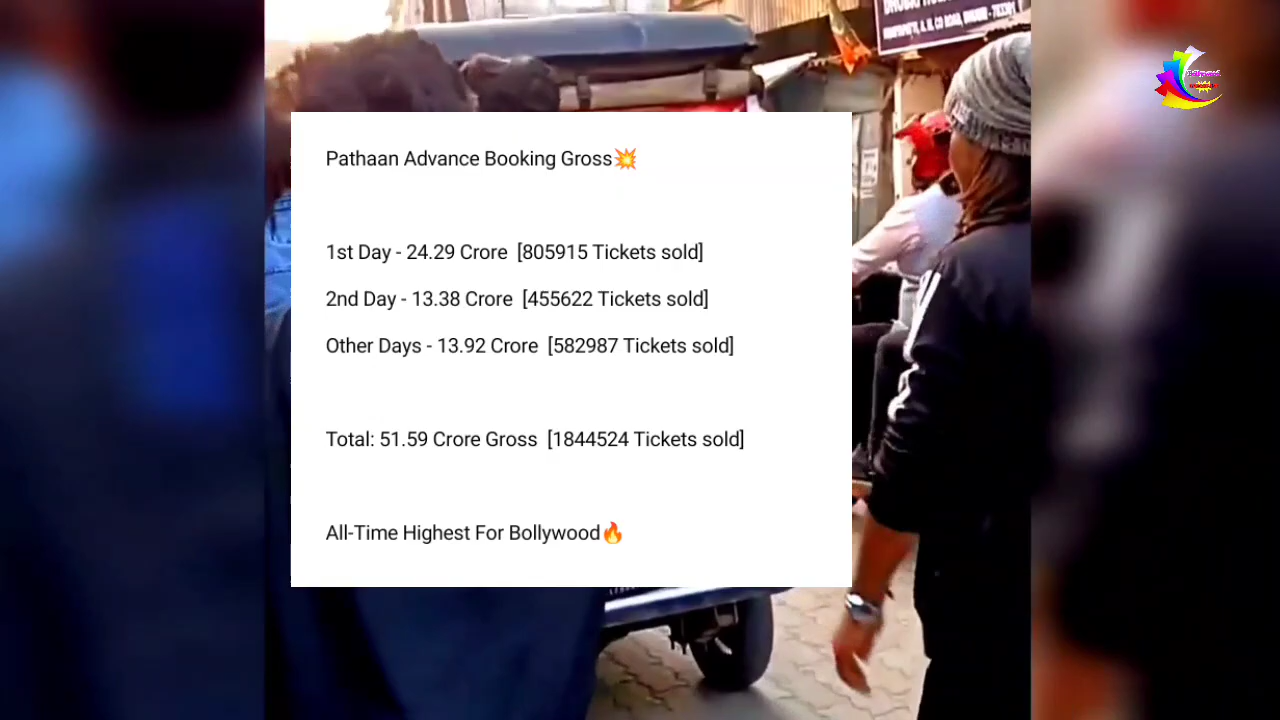 Pathaan Advance Booking Gross💥
1st Day - 24.29 Crore [805915 Tickets sold]
2nd Day - 13.38 Crore [455622 Tickets sold]
Other Days - 13.92 Crore [582987 Tickets sold]
Total: 51.59 Crore Gross [1844524 Tickets sold]
All-Time Highest For Bollywood🔥